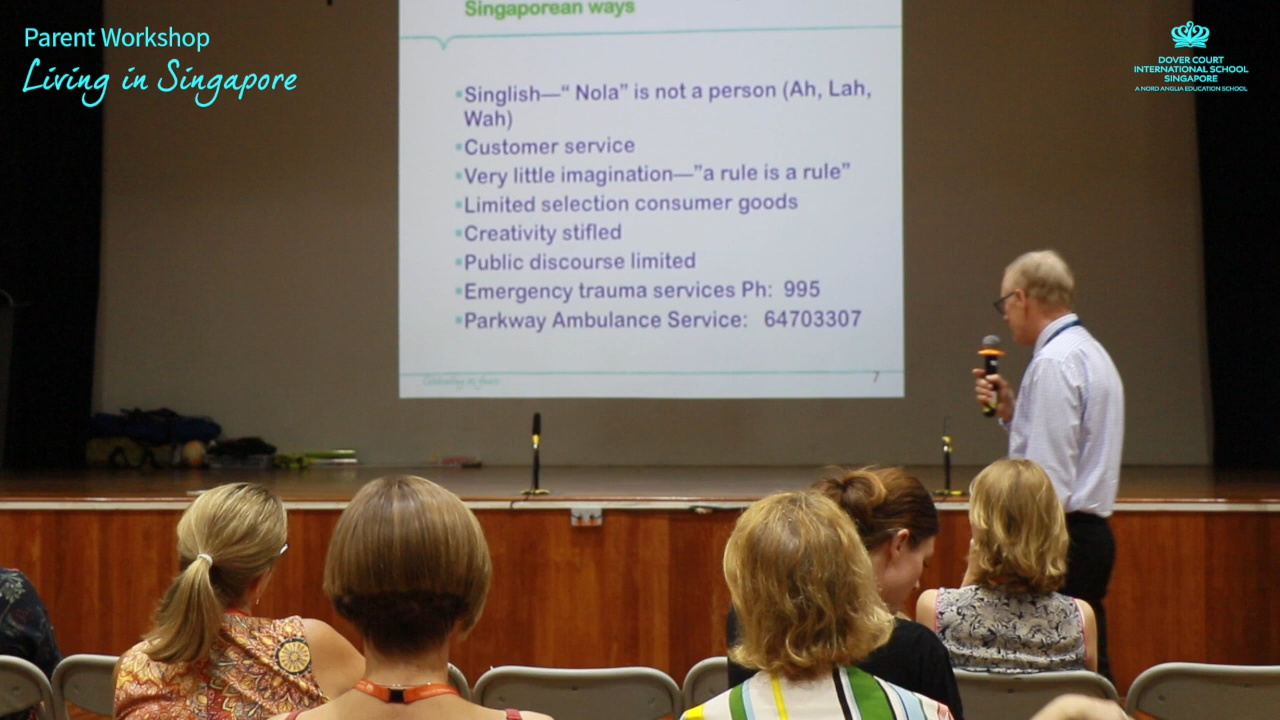 Parent Workshop
Living in Singapore
DOVER COURT
INTERNATIONAL SCHOOL
SINGAPORE
A NORD ANGLIA EDUCATION SCHOOL
Singaporean ways
Singlish—“ Nola” is not a person (Ah, Lah,
Wah)
Customer service
Very little imagination—”a rule is a rule”
Limited selection consumer goods
Creativity stifled
Public discourse limited
Emergency trauma services Ph: 995
Parkway Ambulance Service: 64703307
7